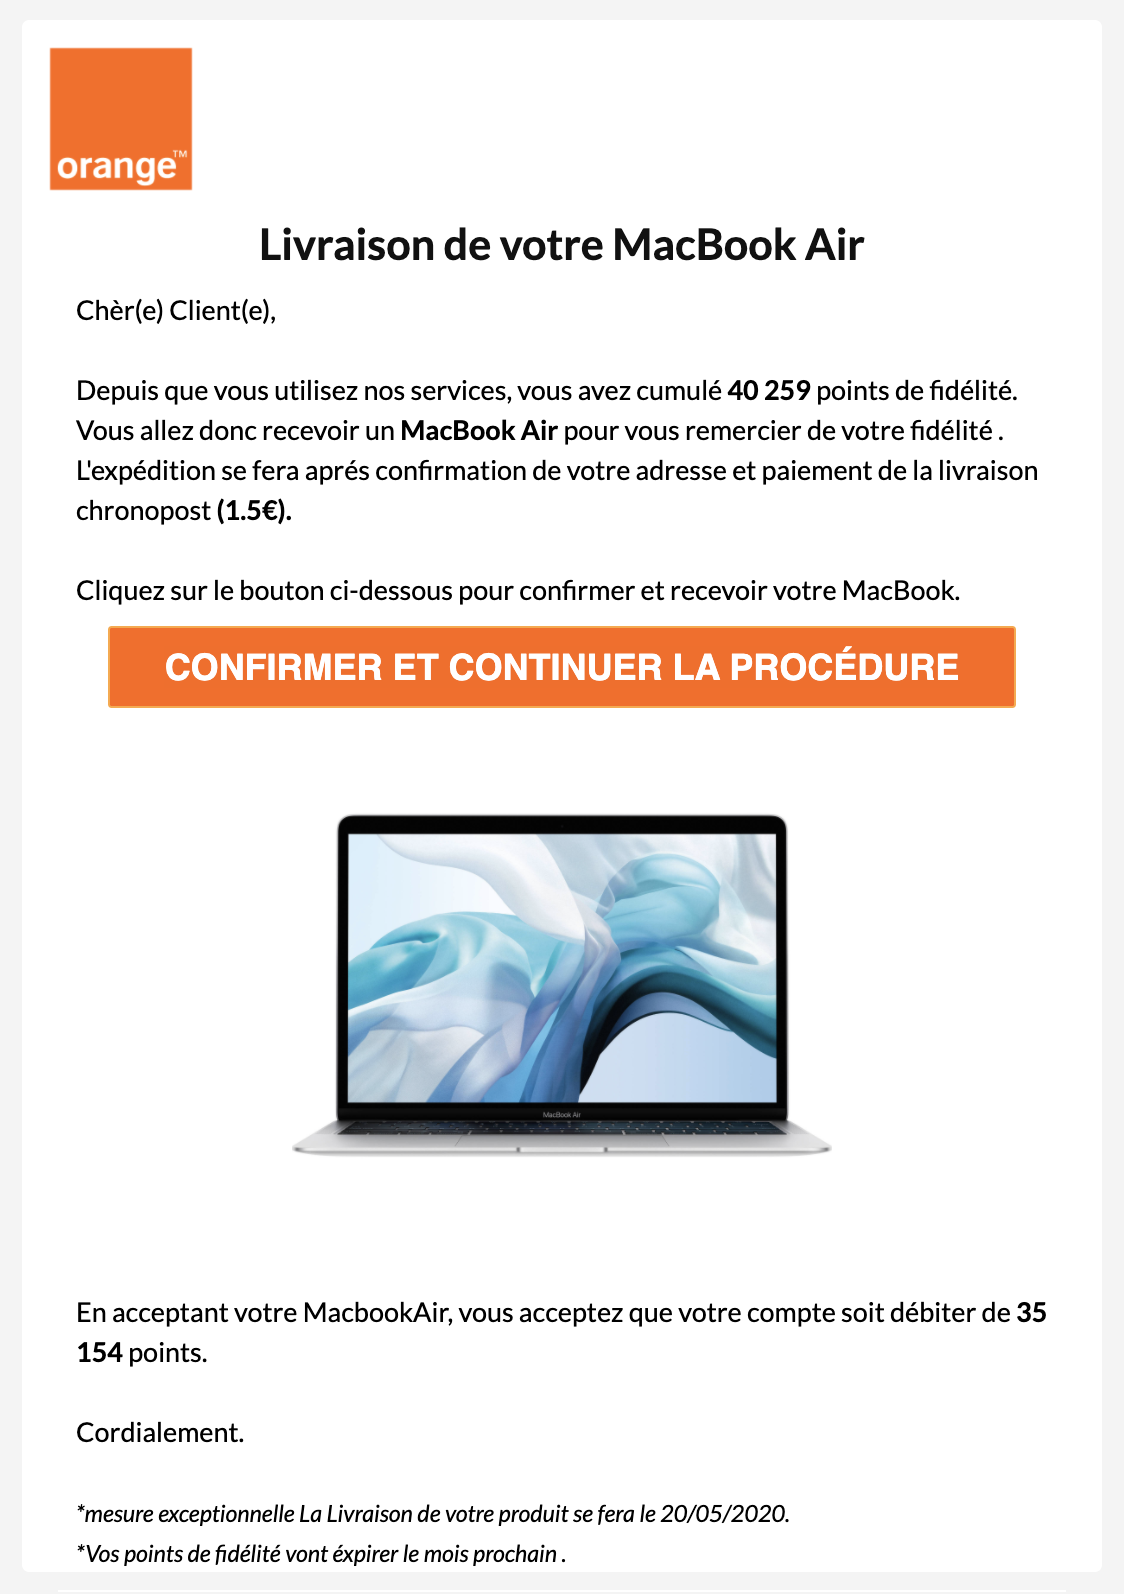 orange™
Livraison de votre MacBook Air
Chèr(e) Client(e),
Depuis que vous utilisez nos services, vous avez cumulé 40 259 points de fidélité.
Vous allez donc recevoir un MacBook Air pour vous remercier de votre fidélité .
L'expédition se fera aprés confirmation de votre adresse et paiement de la livraison
chronopost (1.5€).
Cliquez sur le bouton ci-dessous pour confirmer et recevoir votre MacBook.
CONFIRMER ET CONTINUER LA PROCÉDURE
MacBook Air
En acceptant votre MacbookAir, vous acceptez que votre compte soit débiter de 35
154 points.
Cordialement.
*mesure exceptionnelle La Livraison de votre produit se fera le 20/05/2020.
*Vos points de fidélité vont éxpirer le mois prochain .